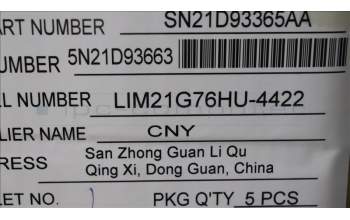 ART NUMBER SN21D93365AA
NUMBER 5N21D93663
L NUMBER LIM21G76HU-4422
LIER NAME CNY
RESS San Zhong Guan Li Qu
Qing Xi, Dong Guan, China
LET NO. PKG Q'TY 5 PCS